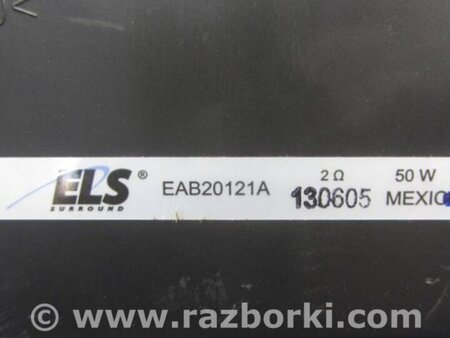 ELS®
SURROUND
EAB20121A
2 Ω 50 W
130605 MEXIC
© www.razborki.com